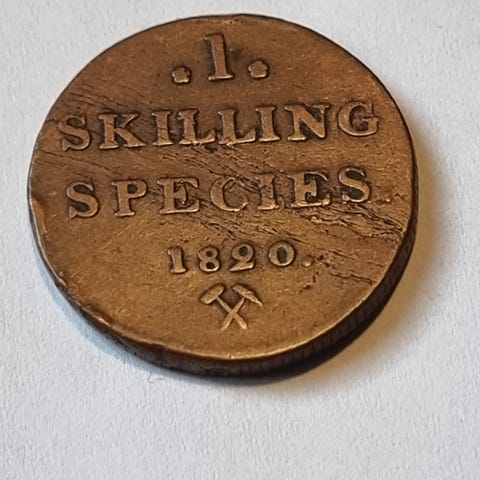 .1.
SKILLING
SPECIES
1820.